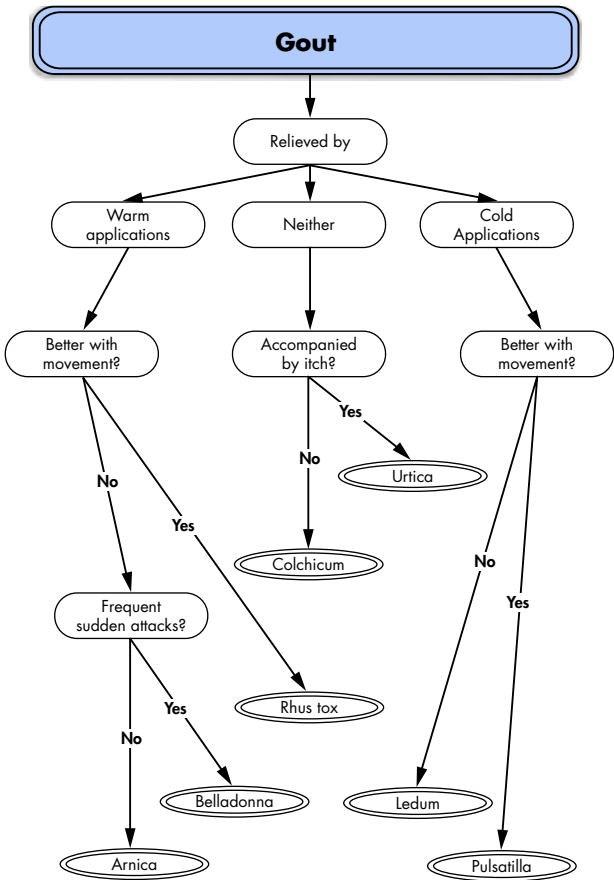 Gout
Relieved by
Warm
applications
Neither
Cold
Applications
Better with
movement?
Accompanied
by itch?
Better with
movement?
Yes
No
Urtica
No
Yes
Colchicum
No
Yes
Frequent
sudden attacks?
Rhus tox
Yes
No
Belladonna
Ledum
Arnica
Pulsatilla